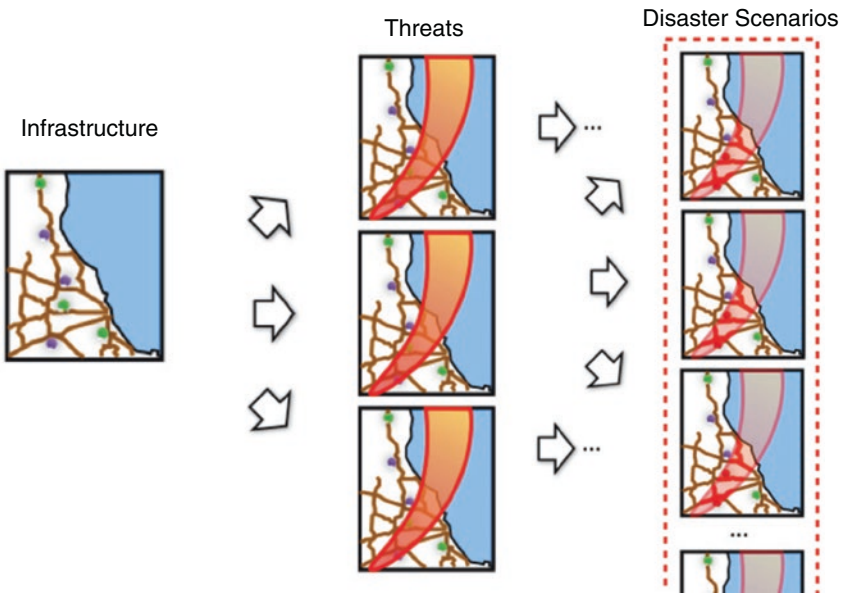 Disaster Scenarios
Threats
Infrastructure
...
...
...